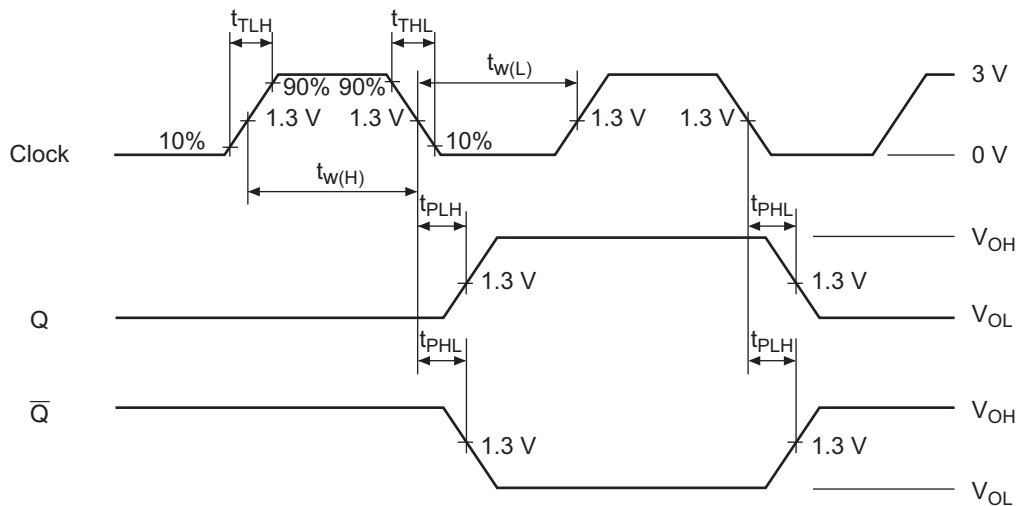 tTLH tTHL
tw(L)
3 V
90% 90%
1.3 V 1.3 V 1.3 V 1.3 V
10% 10%
Clock 0 V
tw(H)
tPLH tPHL
VOH
1.3 V 1.3 V
Q VOL
tPHL tPLH
Q̅ VOH
1.3 V 1.3 V
VOL